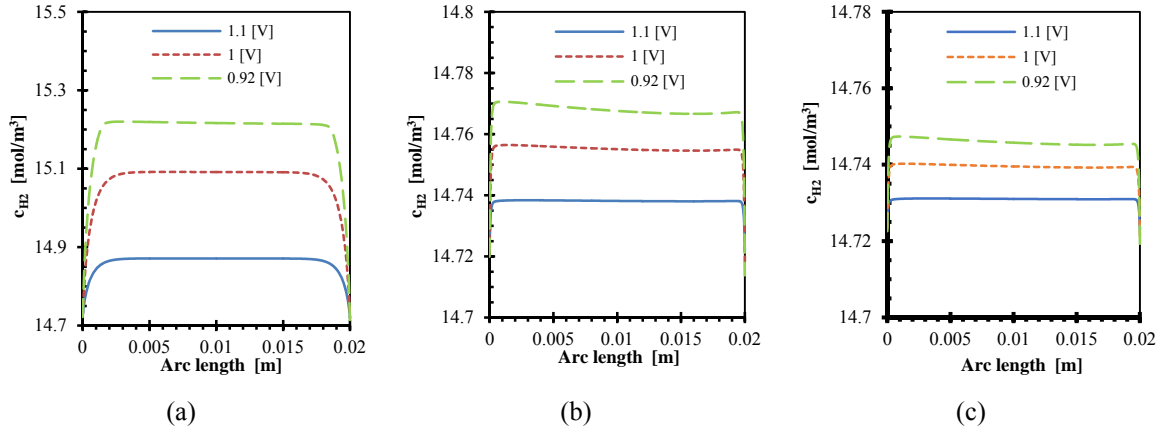 15.5
15.3
15.1
14.9
14.7
c_H2 [mol/m³]
1.1 [V]
1 [V]
0.92 [V]
0 0.005 0.01 0.015 0.02
Arc length [m]
(a)
14.8
14.78
14.76
14.74
14.72
14.7
c_H2 [mol/m³]
1.1 [V]
1 [V]
0.92 [V]
0 0.005 0.01 0.015 0.02
Arc length [m]
(b)
14.78
14.76
14.74
14.72
14.7
c_H2 [mol/m³]
1.1 [V]
1 [V]
0.92 [V]
0 0.005 0.01 0.015 0.02
Arc length [m]
(c)